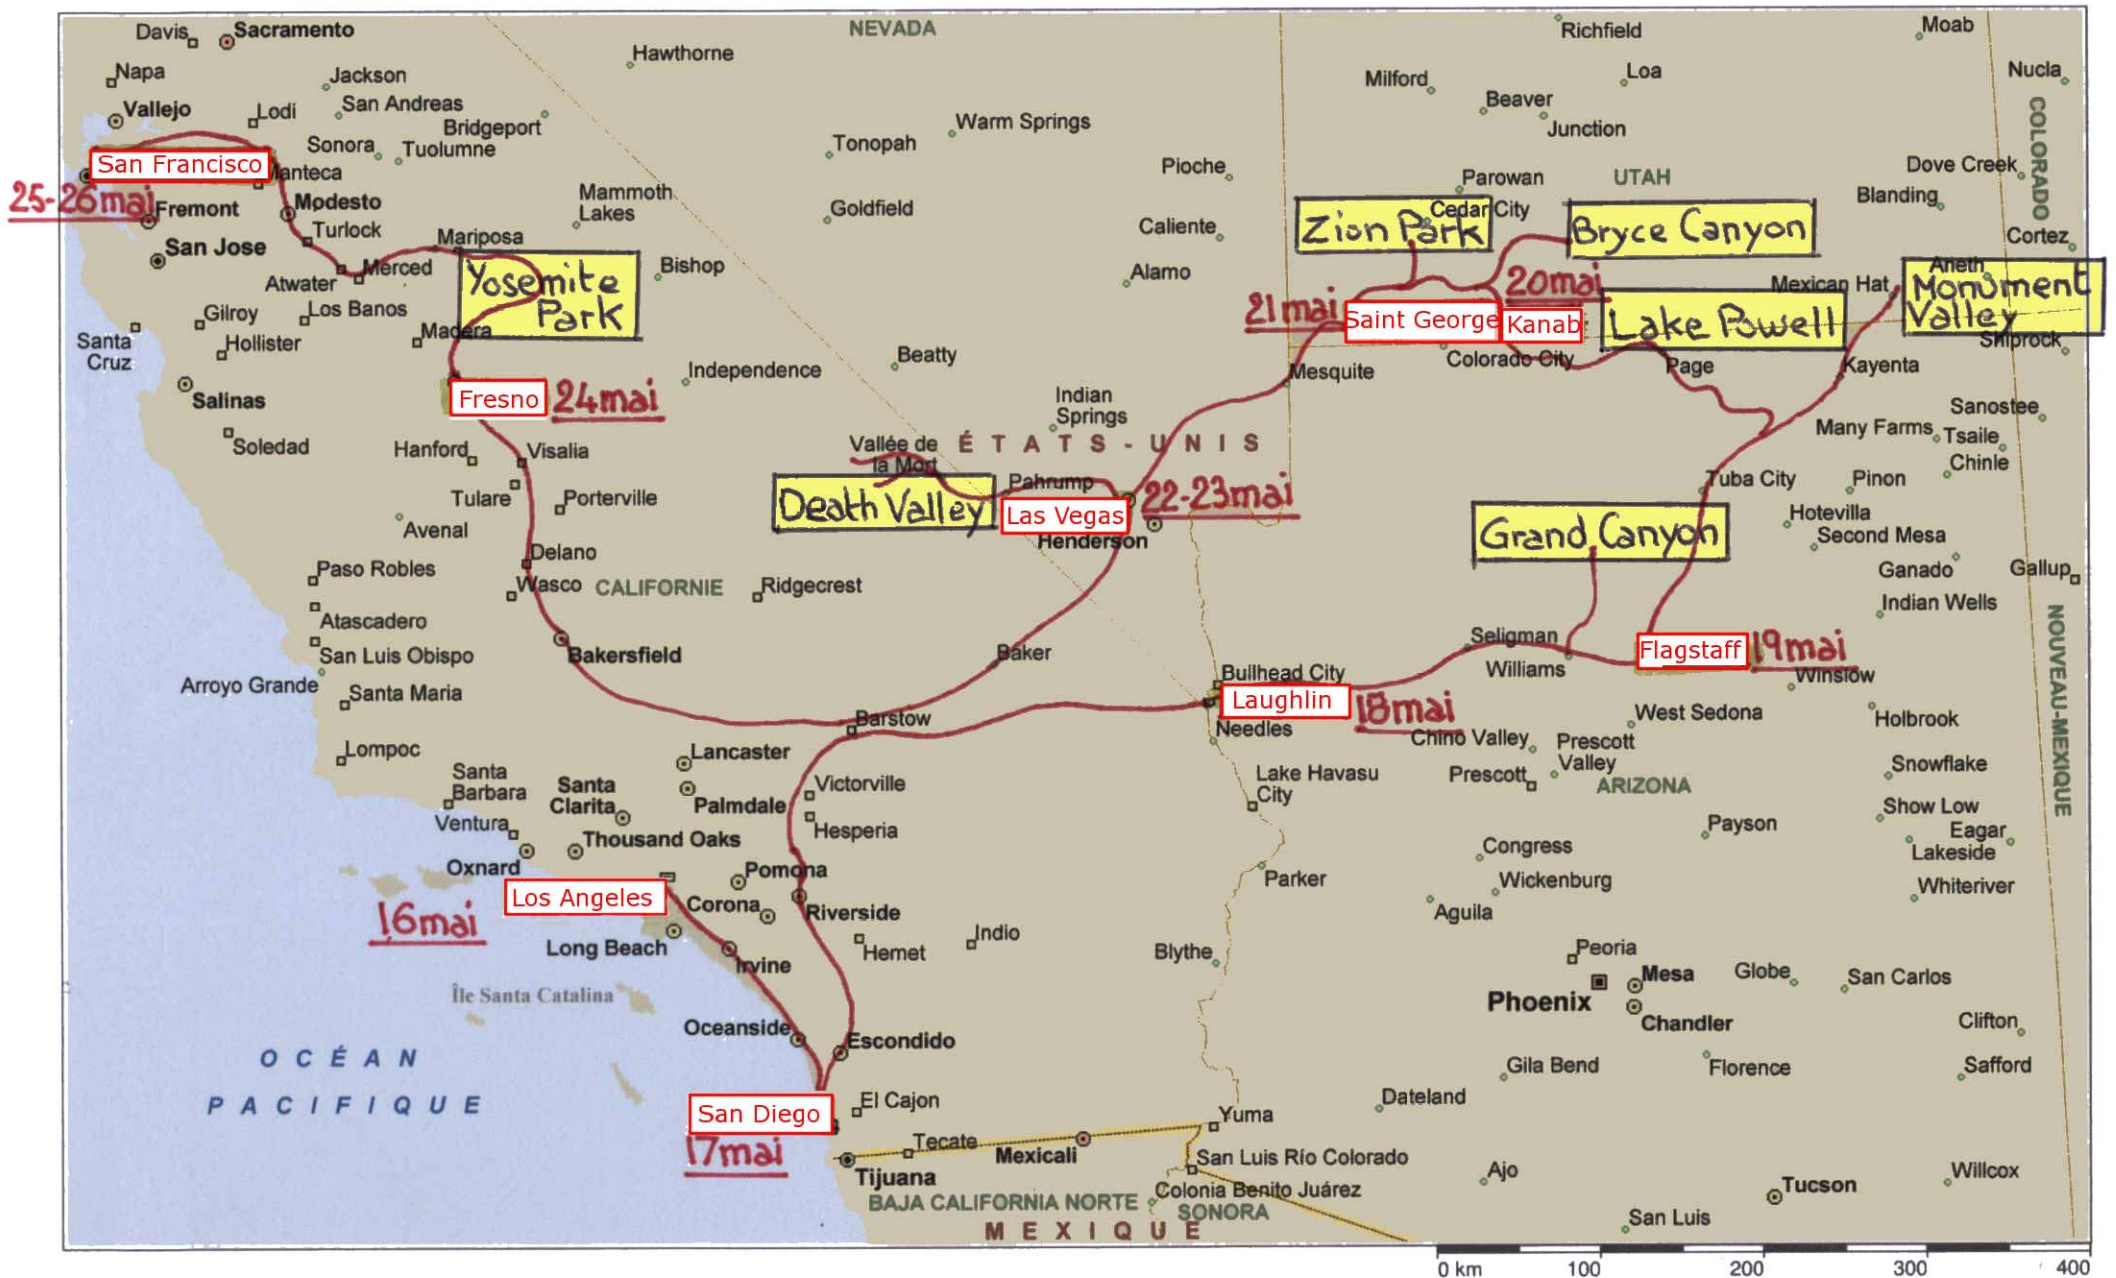 NEVADA
Richfield
Moab
Davis
Sacramento
Hawthorne
Napa
Jackson
Milford
Loa
Nucla
Vallejo
Lodi
San Andreas
Bridgeport
Beaver
Junction
COLORADO
Sonora
Tuolumne
Tonopah
Warm Springs
San Francisco
Manteca
Pioche
Parowan
UTAH
Dove Creek
Blanding
25-26mai
Fremont
Modesto
Mammoth
Lakes
Goldfield
Caliente
Zion Park
Cedar City
Bryce Canyon
Cortez
Turlock
Mariposa
San Jose
Atwater
Merced
Yosemite
Park
Bishop
Alamo
20mai
Mexican Hat
Aneth
Monument
Valley
21mai
Saint George
Kanab
Lake Powell
Gilroy
Los Banos
Santa
Cruz
Hollister
Madera
Shiprock
Beatty
Colorado City
Page
Kayenta
Independence
Mesquite
Salinas
Fresno
24mai
Indian
Springs
Sanostee
Soledad
Hanford
Visalia
Vallée de
la Mort
ÉTATS-UNIS
Many Farms
Tsaile
Chinle
Tulare
Porterville
Death Valley
Pahrump
Las Vegas
22-23mai
Henderson
Tuba City
Pinon
Grand Canyon
Hotevilla
Second Mesa
Avenal
Delano
Paso Robles
Wasco
CALIFORNIE
Ridgecrest
Ganado
Gallup
Indian Wells
NOUVEAU-MEXIQUE
Atascadero
San Luis Obispo
Bakersfield
Baker
Seligman
Williams
Flagstaff
19mai
Winslow
Arroyo Grande
Santa Maria
Bullhead City
Laughlin
18mai
Needles
Barstow
West Sedona
Holbrook
Chino Valley
Prescott
Valley
Prescott
ARIZONA
Snowflake
Lompoc
Lancaster
Santa
Barbara
Santa
Clarita
Palmdale
Victorville
Lake Havasu
City
Show Low
Ventura
Thousand Oaks
Hesperia
Payson
Eagar
Lakeside
Oxnard
Pomona
Congress
Wickenburg
Whiteriver
Parker
Los Angeles
16mai
Corona
Riverside
Aguila
Long Beach
Irvine
Hemet
Indio
Blythe
Peoria
Mesa
Globe
San Carlos
Île Santa Catalina
Phoenix
Chandler
Clifton
Oceanside
Escondido
OCÉAN
PACIFIQUE
Gila Bend
Florence
Safford
San Diego
17mai
El Cajon
Dateland
Yuma
Tecate
Mexicali
Tijuana
San Luis Río Colorado
Ajo
Willcox
Colonia Benito Juárez
Tucson
BAJA CALIFORNIA NORTE
SONORA
MEXIQUE
San Luis
0 km
100
200
300
400